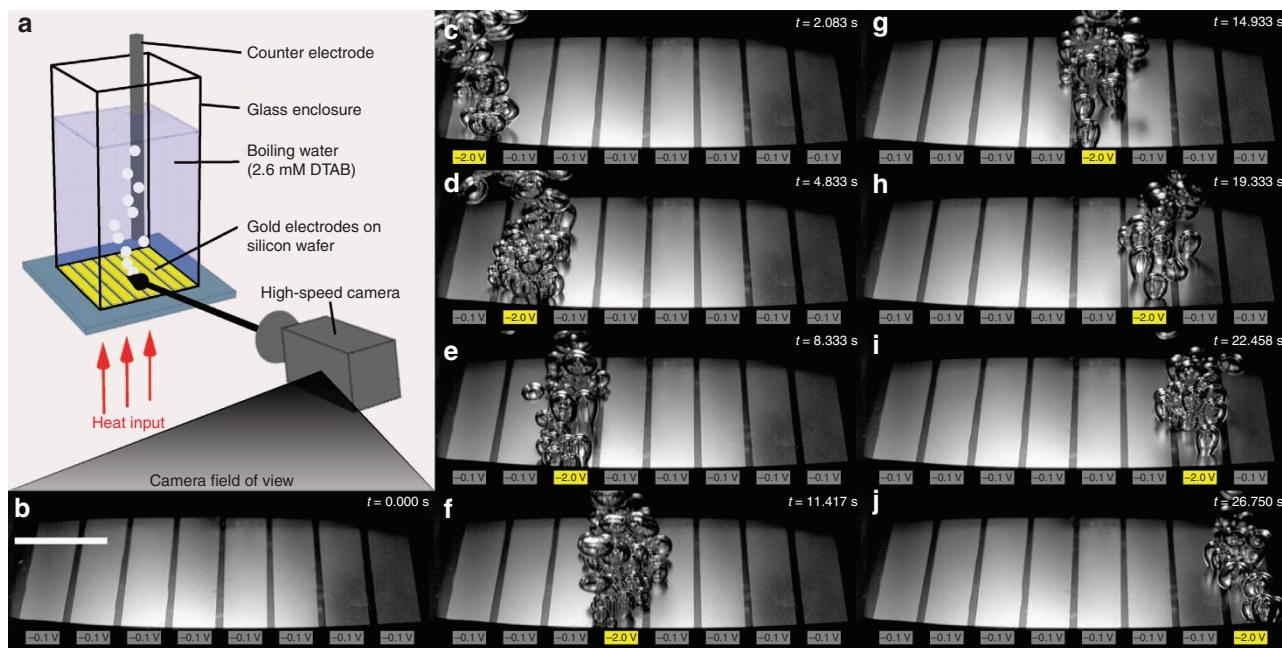 a
Counter electrode
Glass enclosure
Boiling water
(2.6 mM DTAB)
Gold electrodes on
silicon wafer
High-speed camera
Heat input
Camera field of view
b
t = 0.000 s
–0.1 V –0.1 V –0.1 V –0.1 V –0.1 V –0.1 V –0.1 V –0.1 V
c
t = 2.083 s
–2.0 V –0.1 V –0.1 V –0.1 V –0.1 V –0.1 V –0.1 V –0.1 V
d
t = 4.833 s
–0.1 V –2.0 V –0.1 V –0.1 V –0.1 V –0.1 V –0.1 V –0.1 V
e
t = 8.333 s
–0.1 V –0.1 V –2.0 V –0.1 V –0.1 V –0.1 V –0.1 V –0.1 V
f
t = 11.417 s
–0.1 V –0.1 V –0.1 V –2.0 V –0.1 V –0.1 V –0.1 V –0.1 V
g
t = 14.933 s
–0.1 V –0.1 V –0.1 V –0.1 V –2.0 V –0.1 V –0.1 V –0.1 V
h
t = 19.333 s
–0.1 V –0.1 V –0.1 V –0.1 V –0.1 V –2.0 V –0.1 V –0.1 V
i
t = 22.458 s
–0.1 V –0.1 V –0.1 V –0.1 V –0.1 V –0.1 V –2.0 V –0.1 V
j
t = 26.750 s
–0.1 V –0.1 V –0.1 V –0.1 V –0.1 V –0.1 V –0.1 V –2.0 V